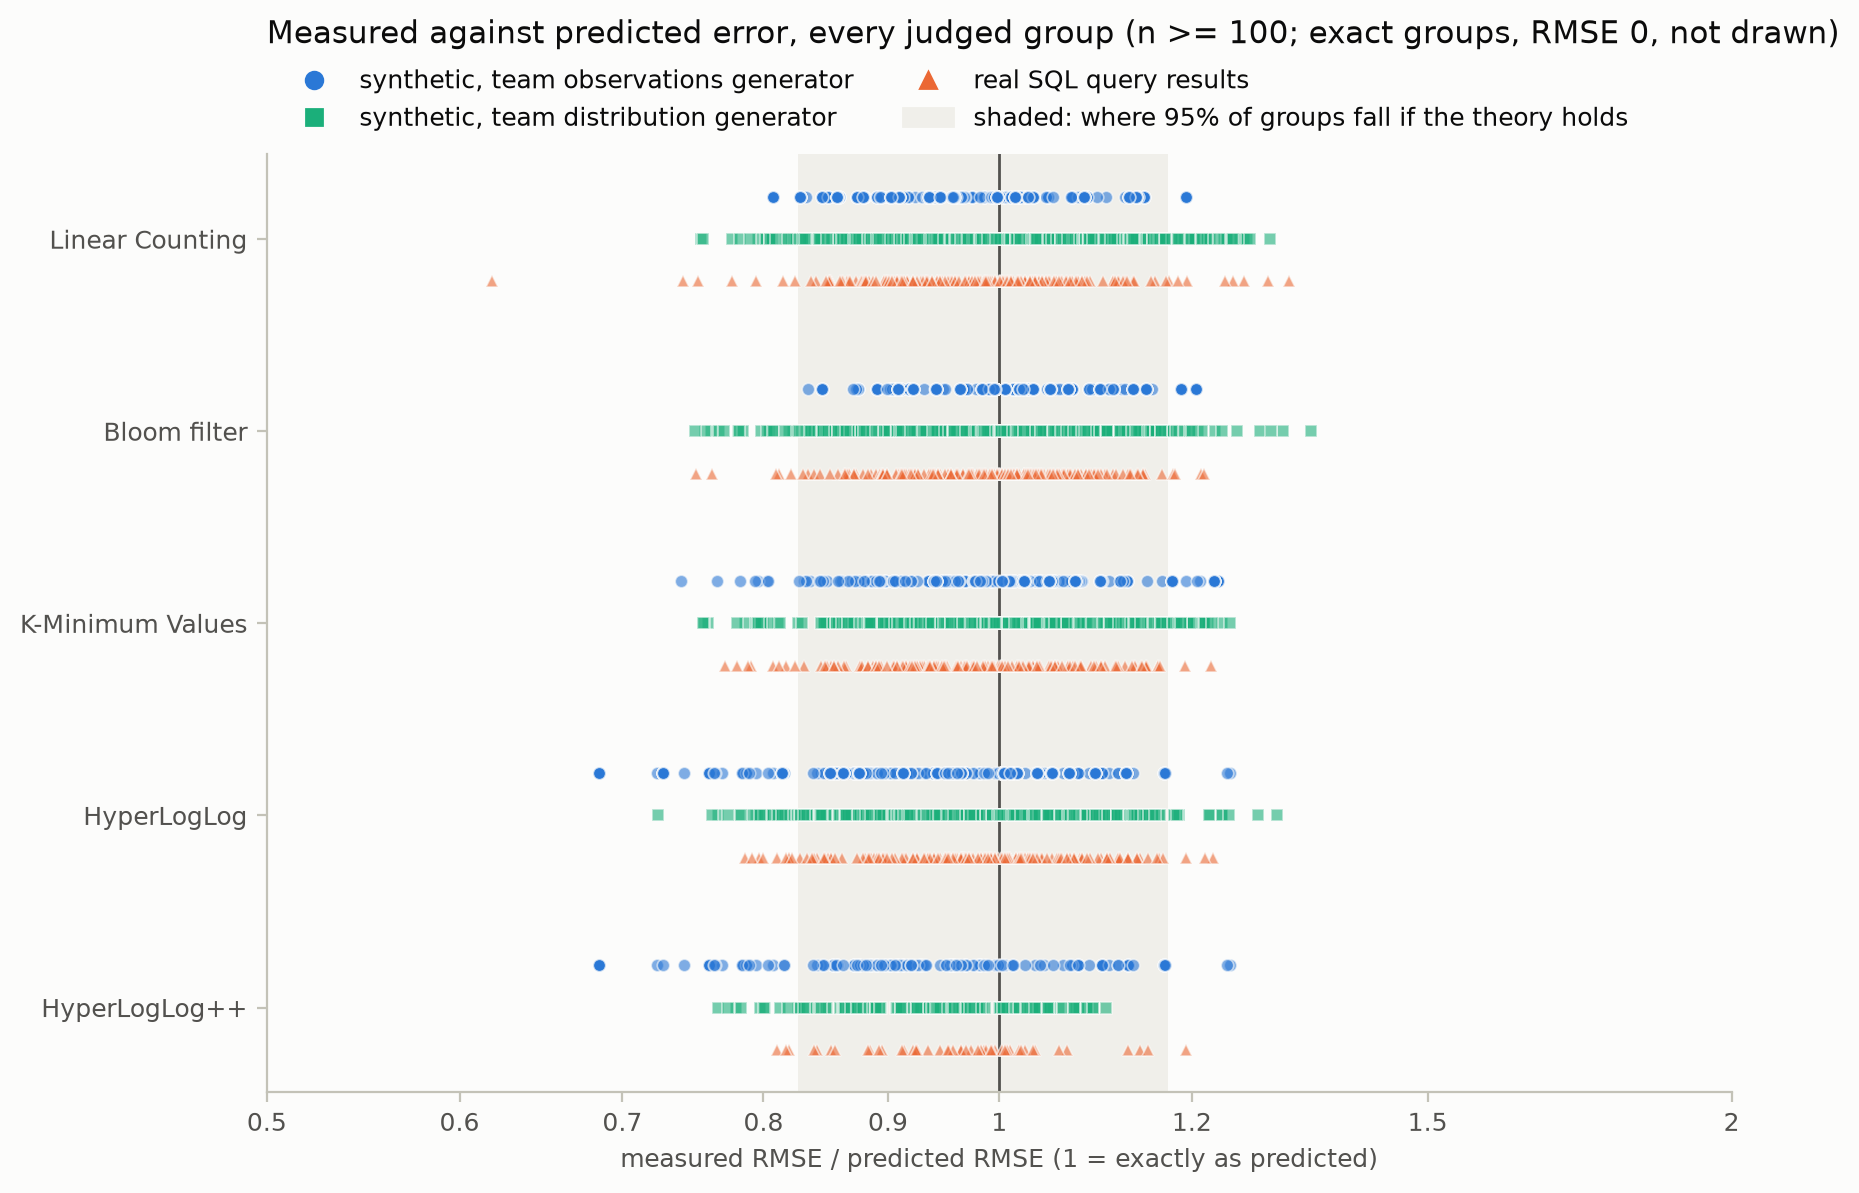 Measured against predicted error, every judged group (n >= 100; exact groups, RMSE 0, not drawn)
synthetic, team observations generator
real SQL query results
synthetic, team distribution generator
shaded: where 95% of groups fall if the theory holds
Linear Counting
Bloom filter
K-Minimum Values
HyperLogLog
HyperLogLog++
0.5 0.6 0.7 0.8 0.9 1 1.2 1.5 2
measured RMSE / predicted RMSE (1 = exactly as predicted)